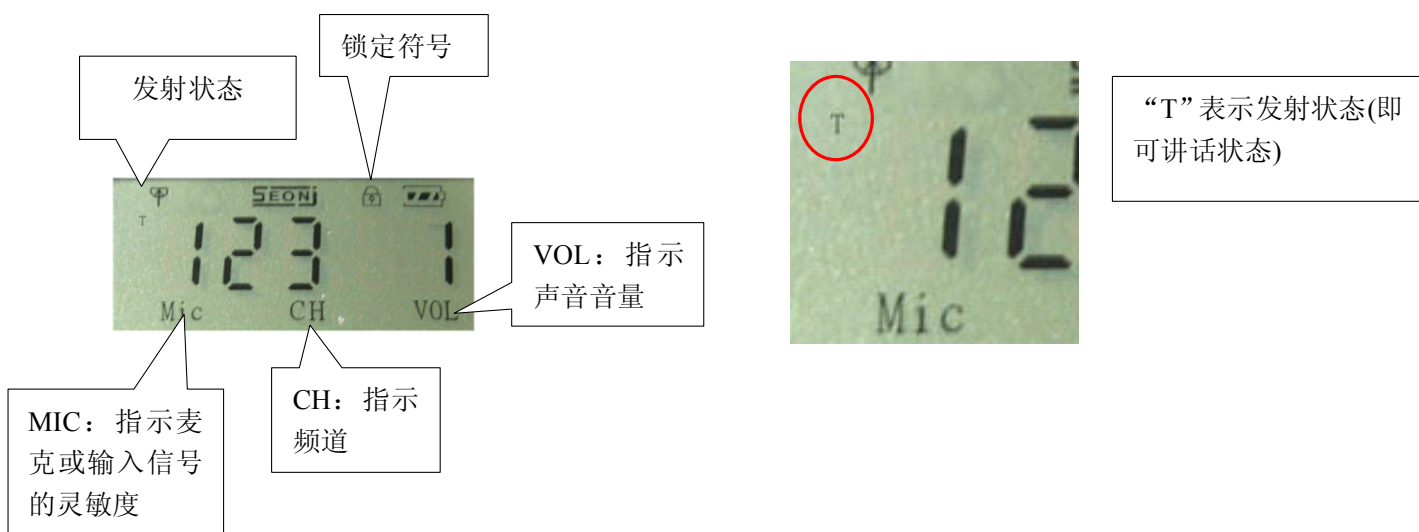 发射状态
锁定符号
SEONJ
T
123 1
Mic CH VOL
VOL：指示
声音音量
MIC：指示麦
克或输入信号
的灵敏度
CH：指示
频道
T
12
Mic
“T”表示发射状态(即
可讲话状态)